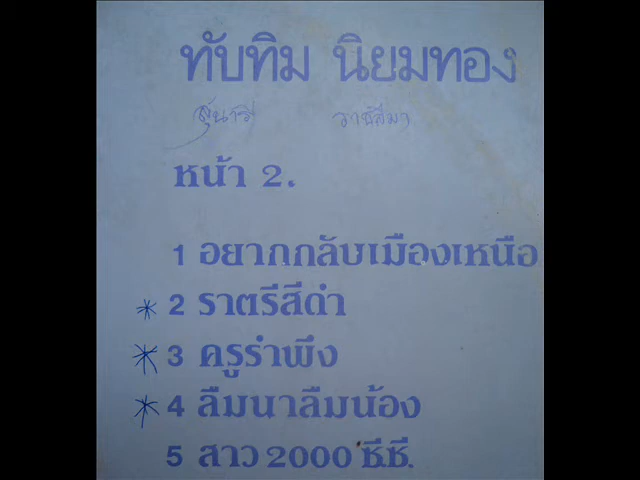 ทับทิม นิยมทอง
สุนารี ราชสีมา
หน้า 2.
1 อยากกลับเมืองเหนือ
* 2 ราตรีสีดำ
* 3 ครูรำพึง
* 4 ลืมนาลืมน้อง
5 สาว 2000 ซี.ซี.